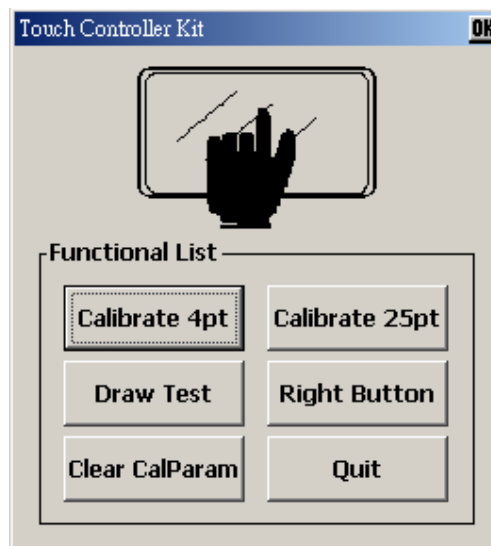 Touch Controller Kit OK
Functional List
Calibrate 4pt Calibrate 25pt
Draw Test Right Button
Clear CalParam Quit